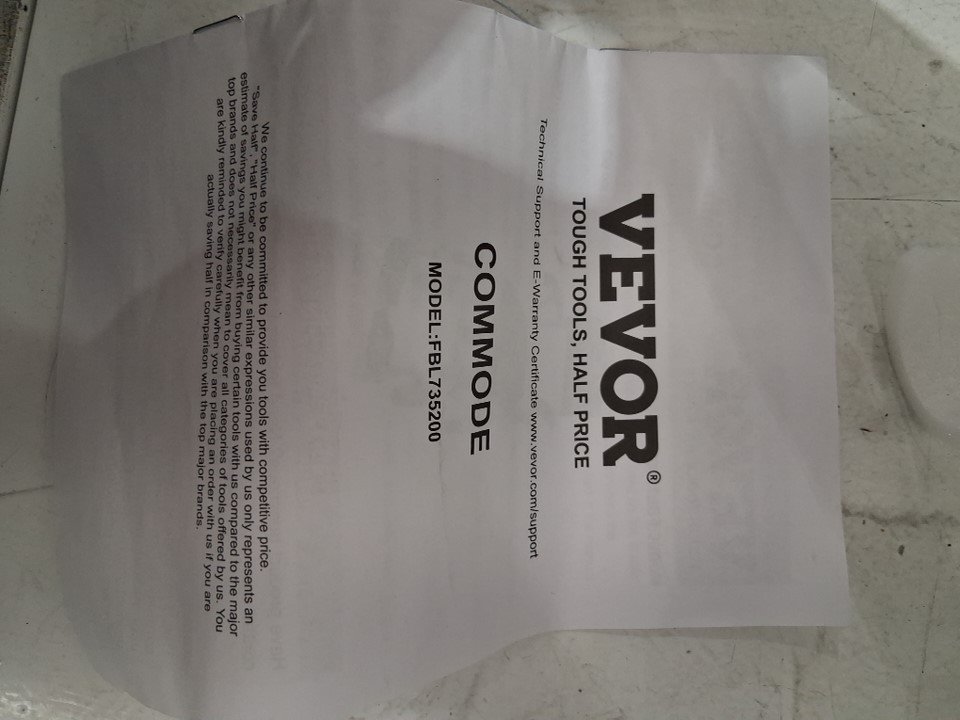 VEVOR®
TOUGH TOOLS, HALF PRICE
Technical Support and E-Warranty Certificate www.vevor.com/support
COMMODE
MODEL:FBL735200
We continue to be committed to provide you tools with competitive price.
"Save Half", "Half Price" or any other similar expressions used by us only represents an
estimate of savings you might benefit from buying certain tools with us compared to the major
top brands and does not necessarily mean to cover all categories of tools offered by us. You
are kindly reminded to verify carefully when you are placing an order with us if you are
actually saving half in comparison with the top major brands.